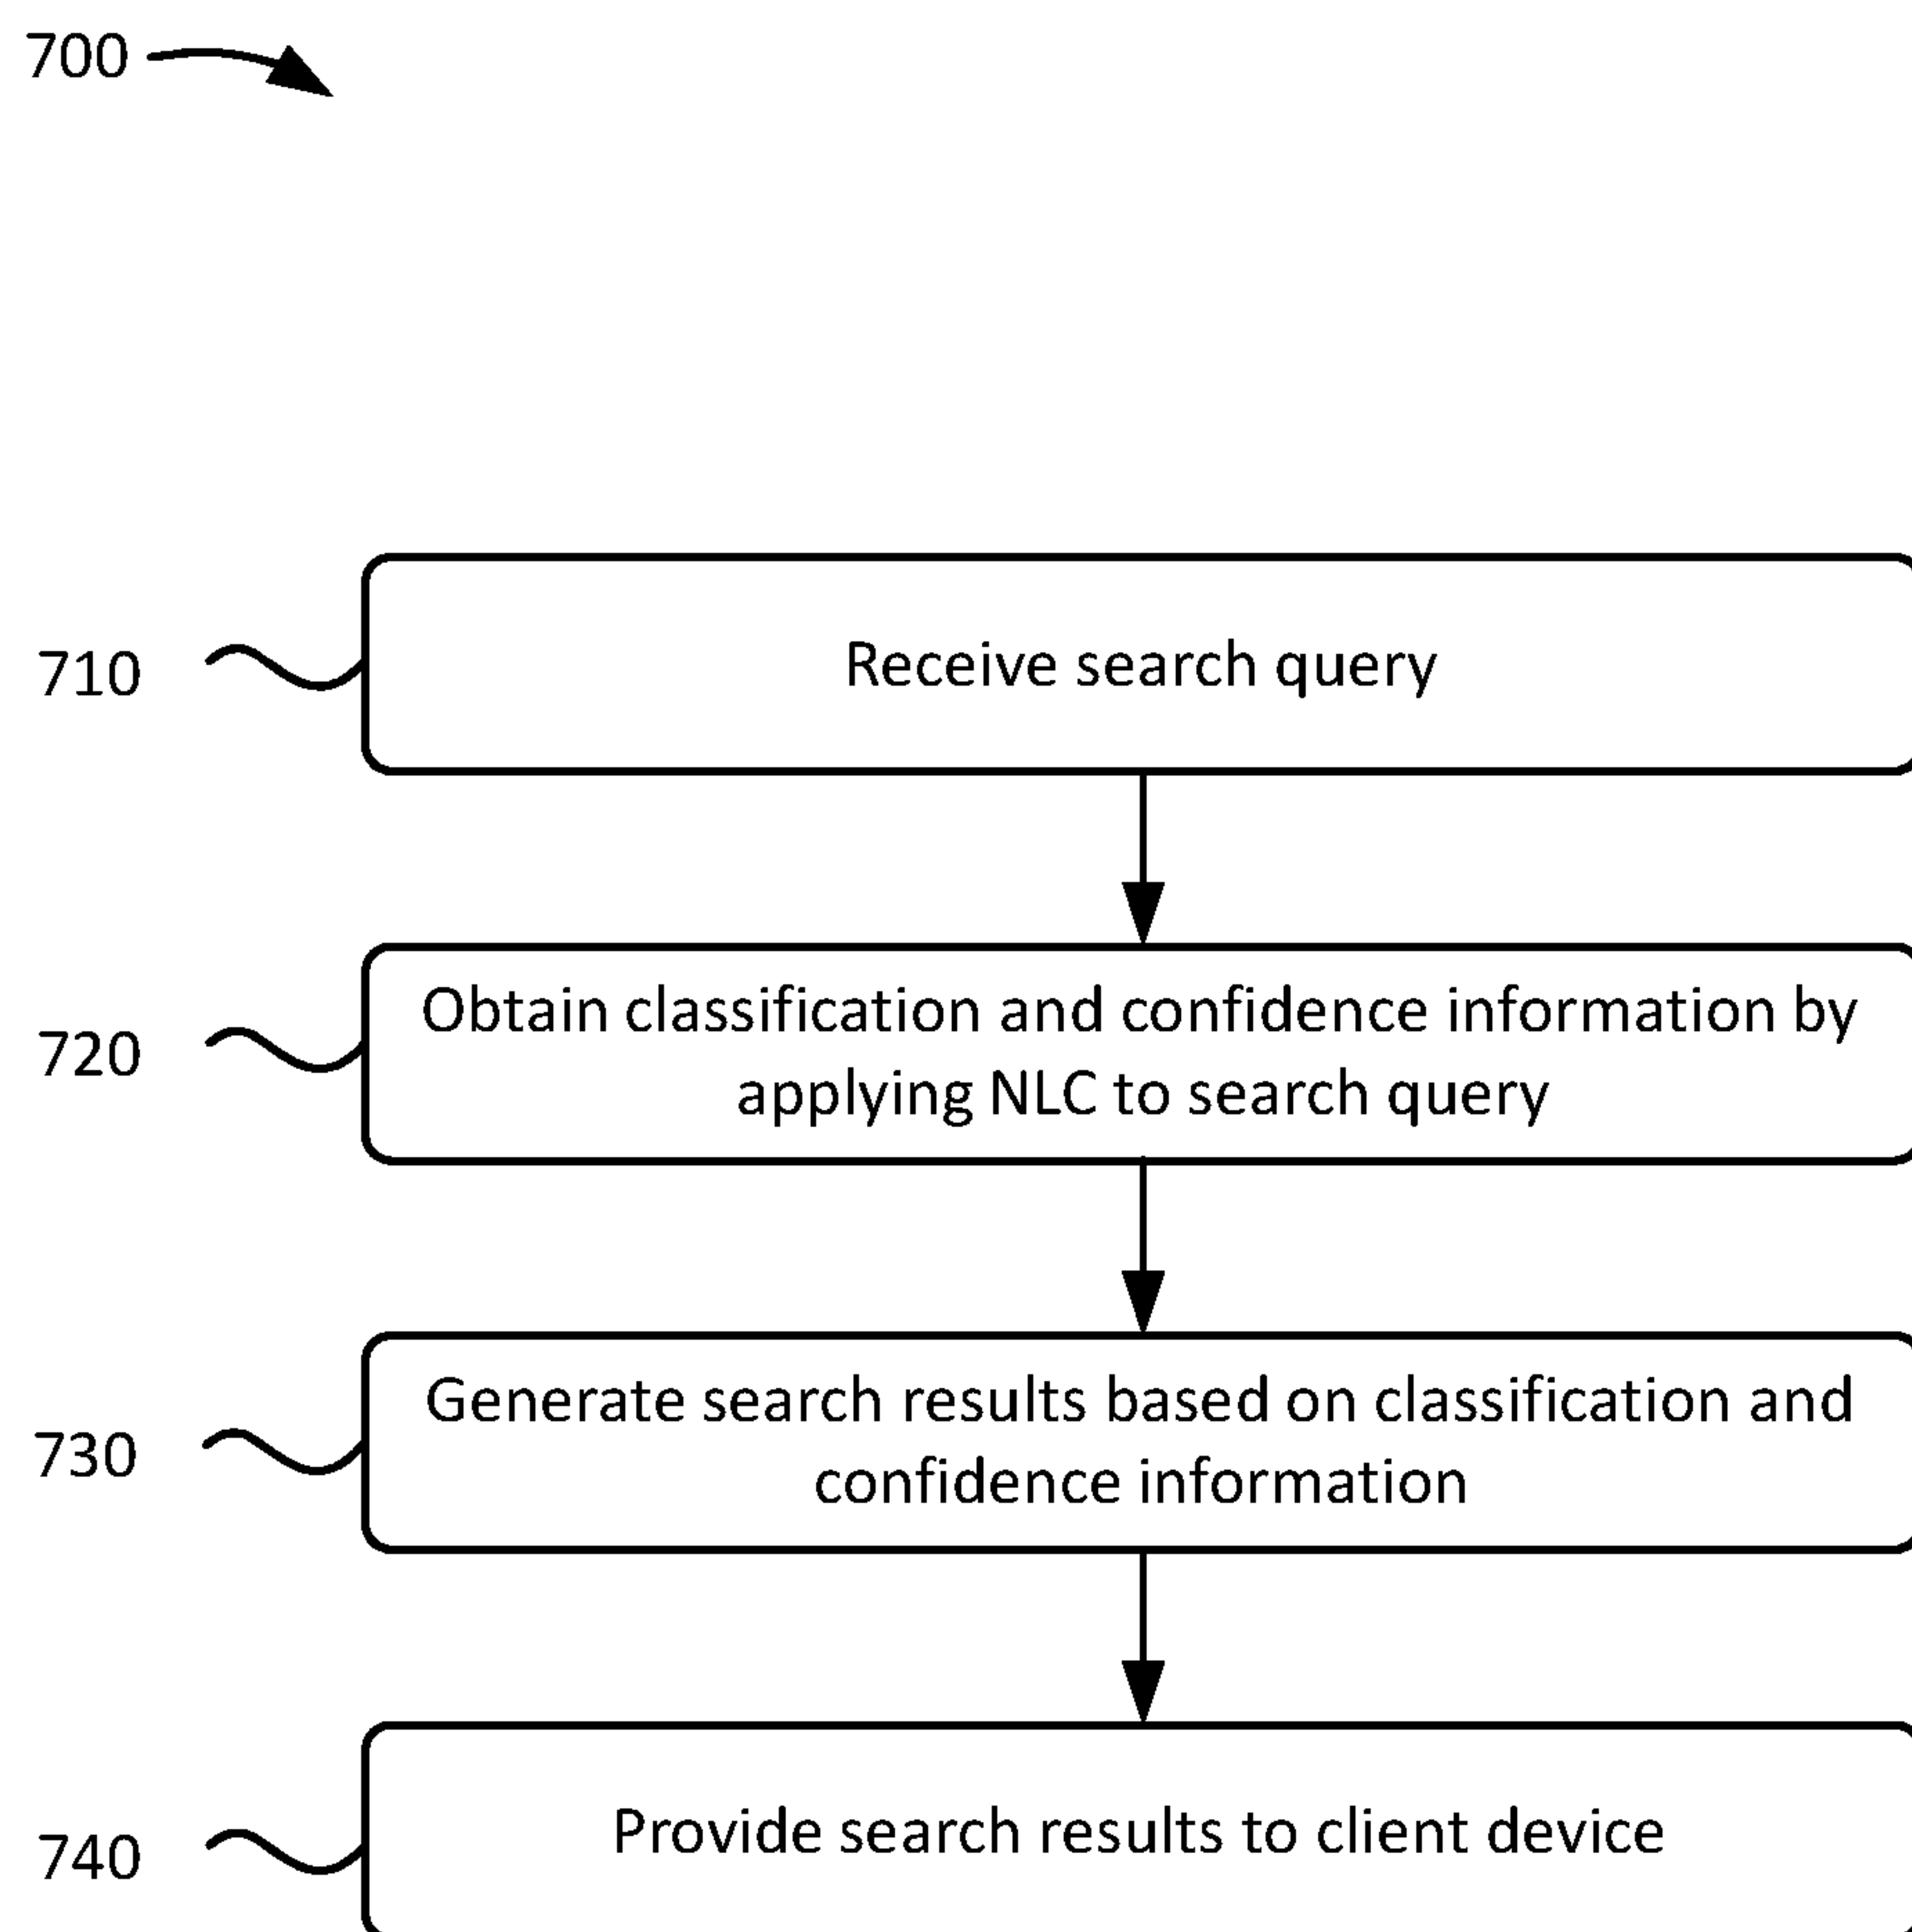 700
710
Receive search query
720
Obtain classification and confidence information by
applying NLC to search query
730
Generate search results based on classification and
confidence information
740
Provide search results to client device